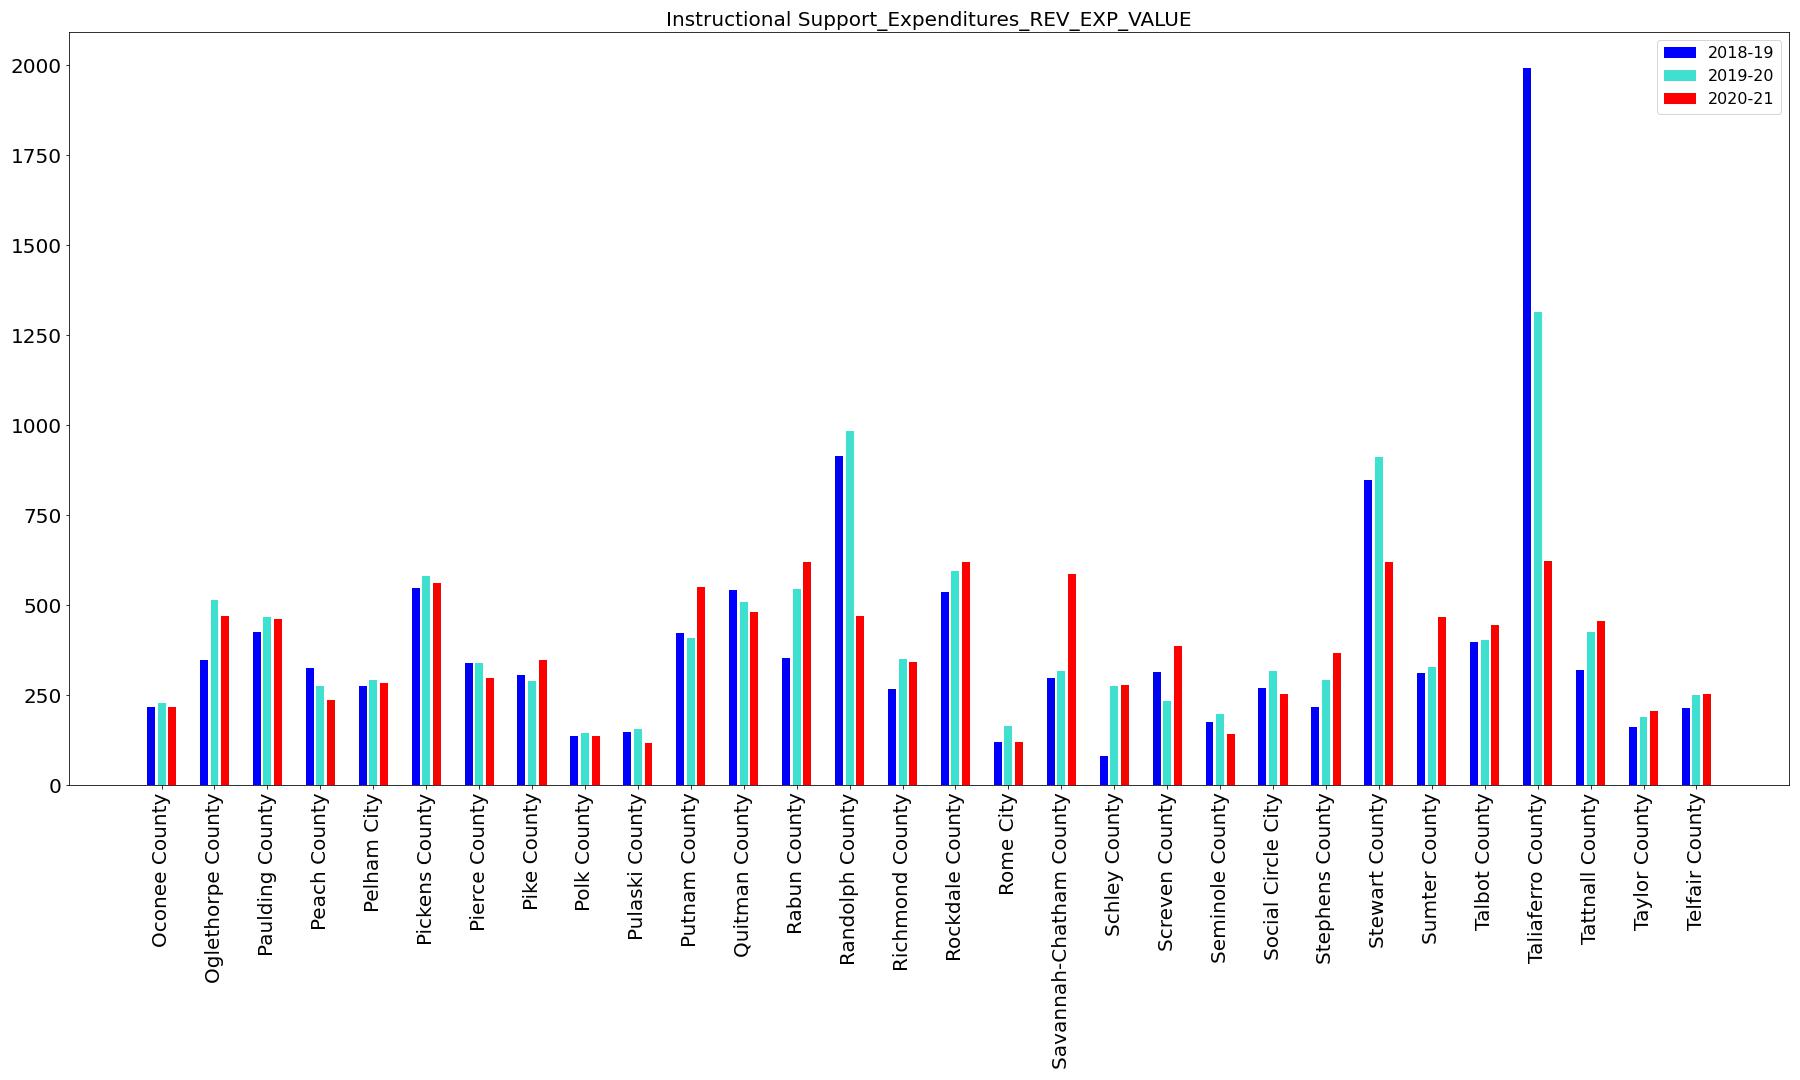 Instructional Support_Expenditures_REV_EXP_VALUE
2018-19
2019-20
2020-21
2000
1750
1500
1250
1000
750
500
250
0
Oconee County
Oglethorpe County
Paulding County
Peach County
Pelham City
Pickens County
Pierce County
Pike County
Polk County
Pulaski County
Putnam County
Quitman County
Rabun County
Randolph County
Richmond County
Rockdale County
Rome City
Savannah-Chatham County
Schley County
Screven County
Seminole County
Social Circle City
Stephens County
Stewart County
Sumter County
Talbot County
Taliaferro County
Tattnall County
Taylor County
Telfair County